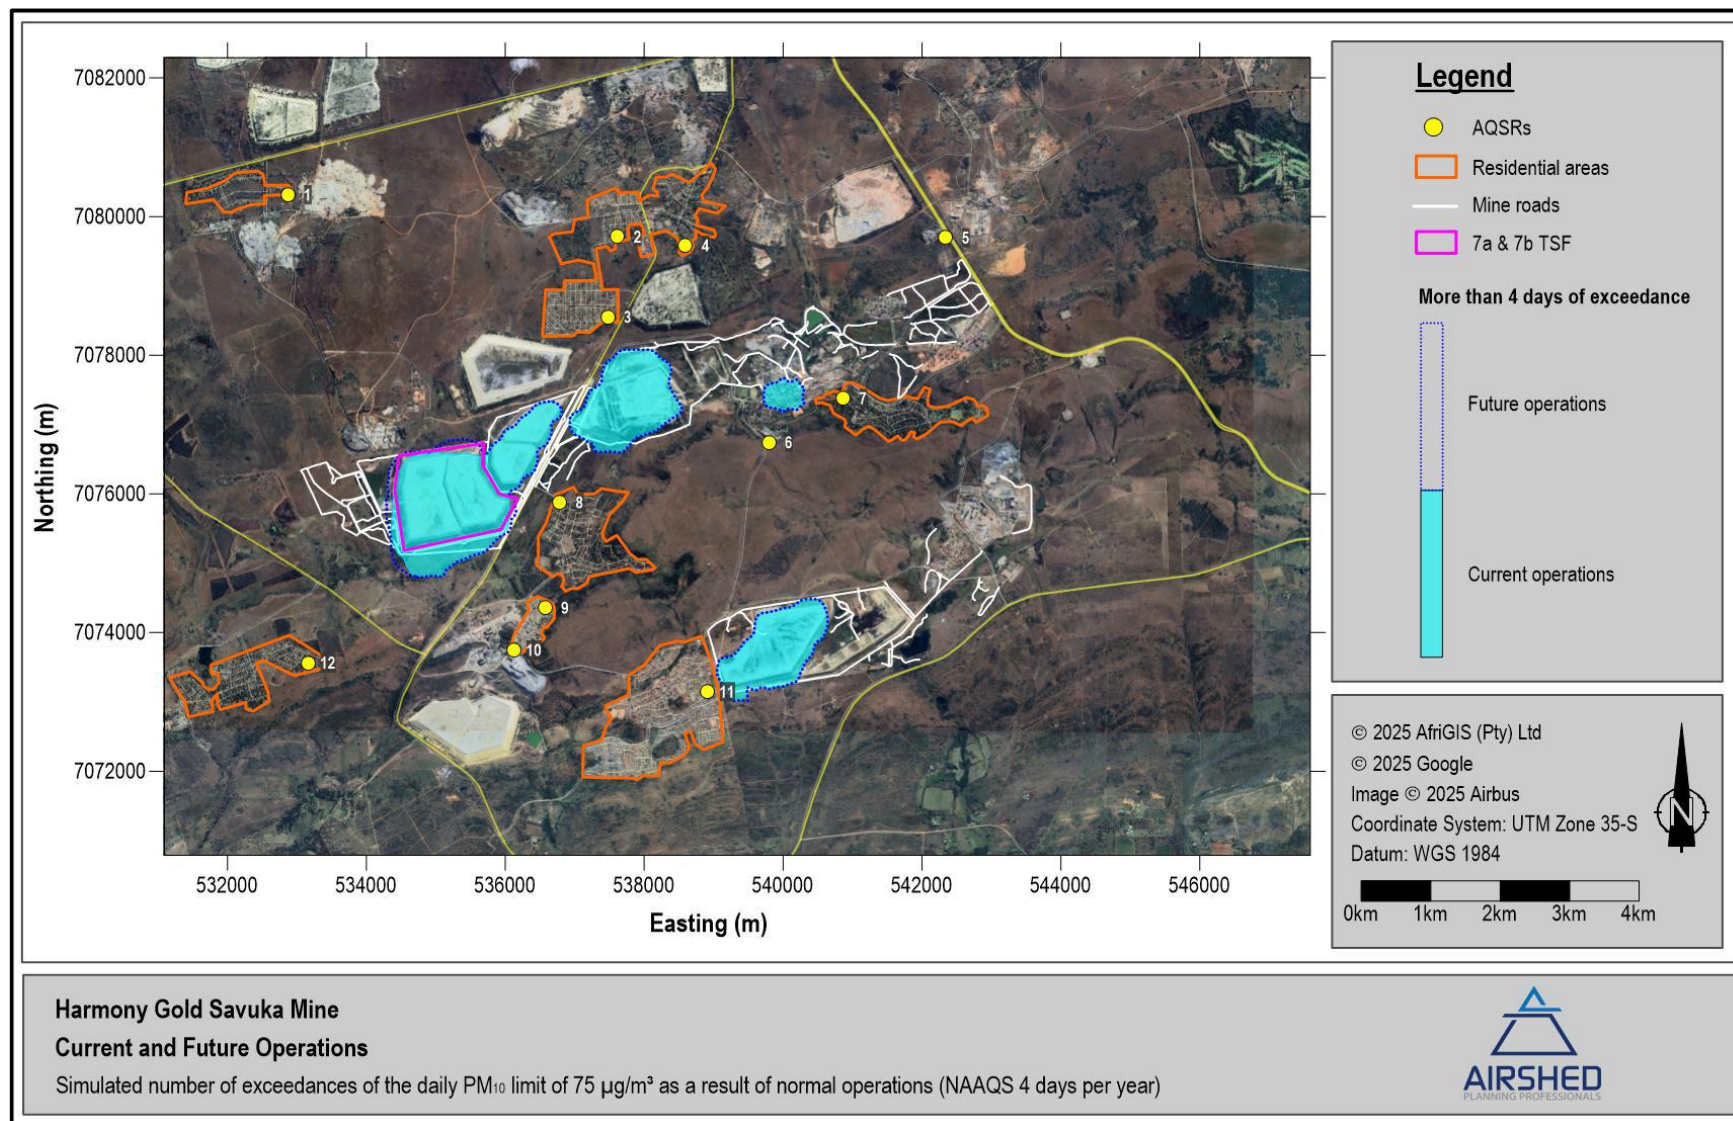 7082000
7080000
7078000
7076000
7074000
7072000
Northing (m)
532000
534000
536000
538000
540000
542000
544000
546000
Easting (m)
1
2
3
4
5
6
7
8
9
10
11
12
Legend
AQSRs
Residential areas
Mine roads
7a & 7b TSF
More than 4 days of exceedance
Future operations
Current operations
© 2025 AfriGIS (Pty) Ltd
© 2025 Google
Image © 2025 Airbus
Coordinate System: UTM Zone 35-S
Datum: WGS 1984
N
0km 1km 2km 3km 4km
Harmony Gold Savuka Mine
Current and Future Operations
Simulated number of exceedances of the daily PM₁₀ limit of 75 µg/m³ as a result of normal operations (NAAQS 4 days per year)
AIRSHED
PLANNING PROFESSIONALS